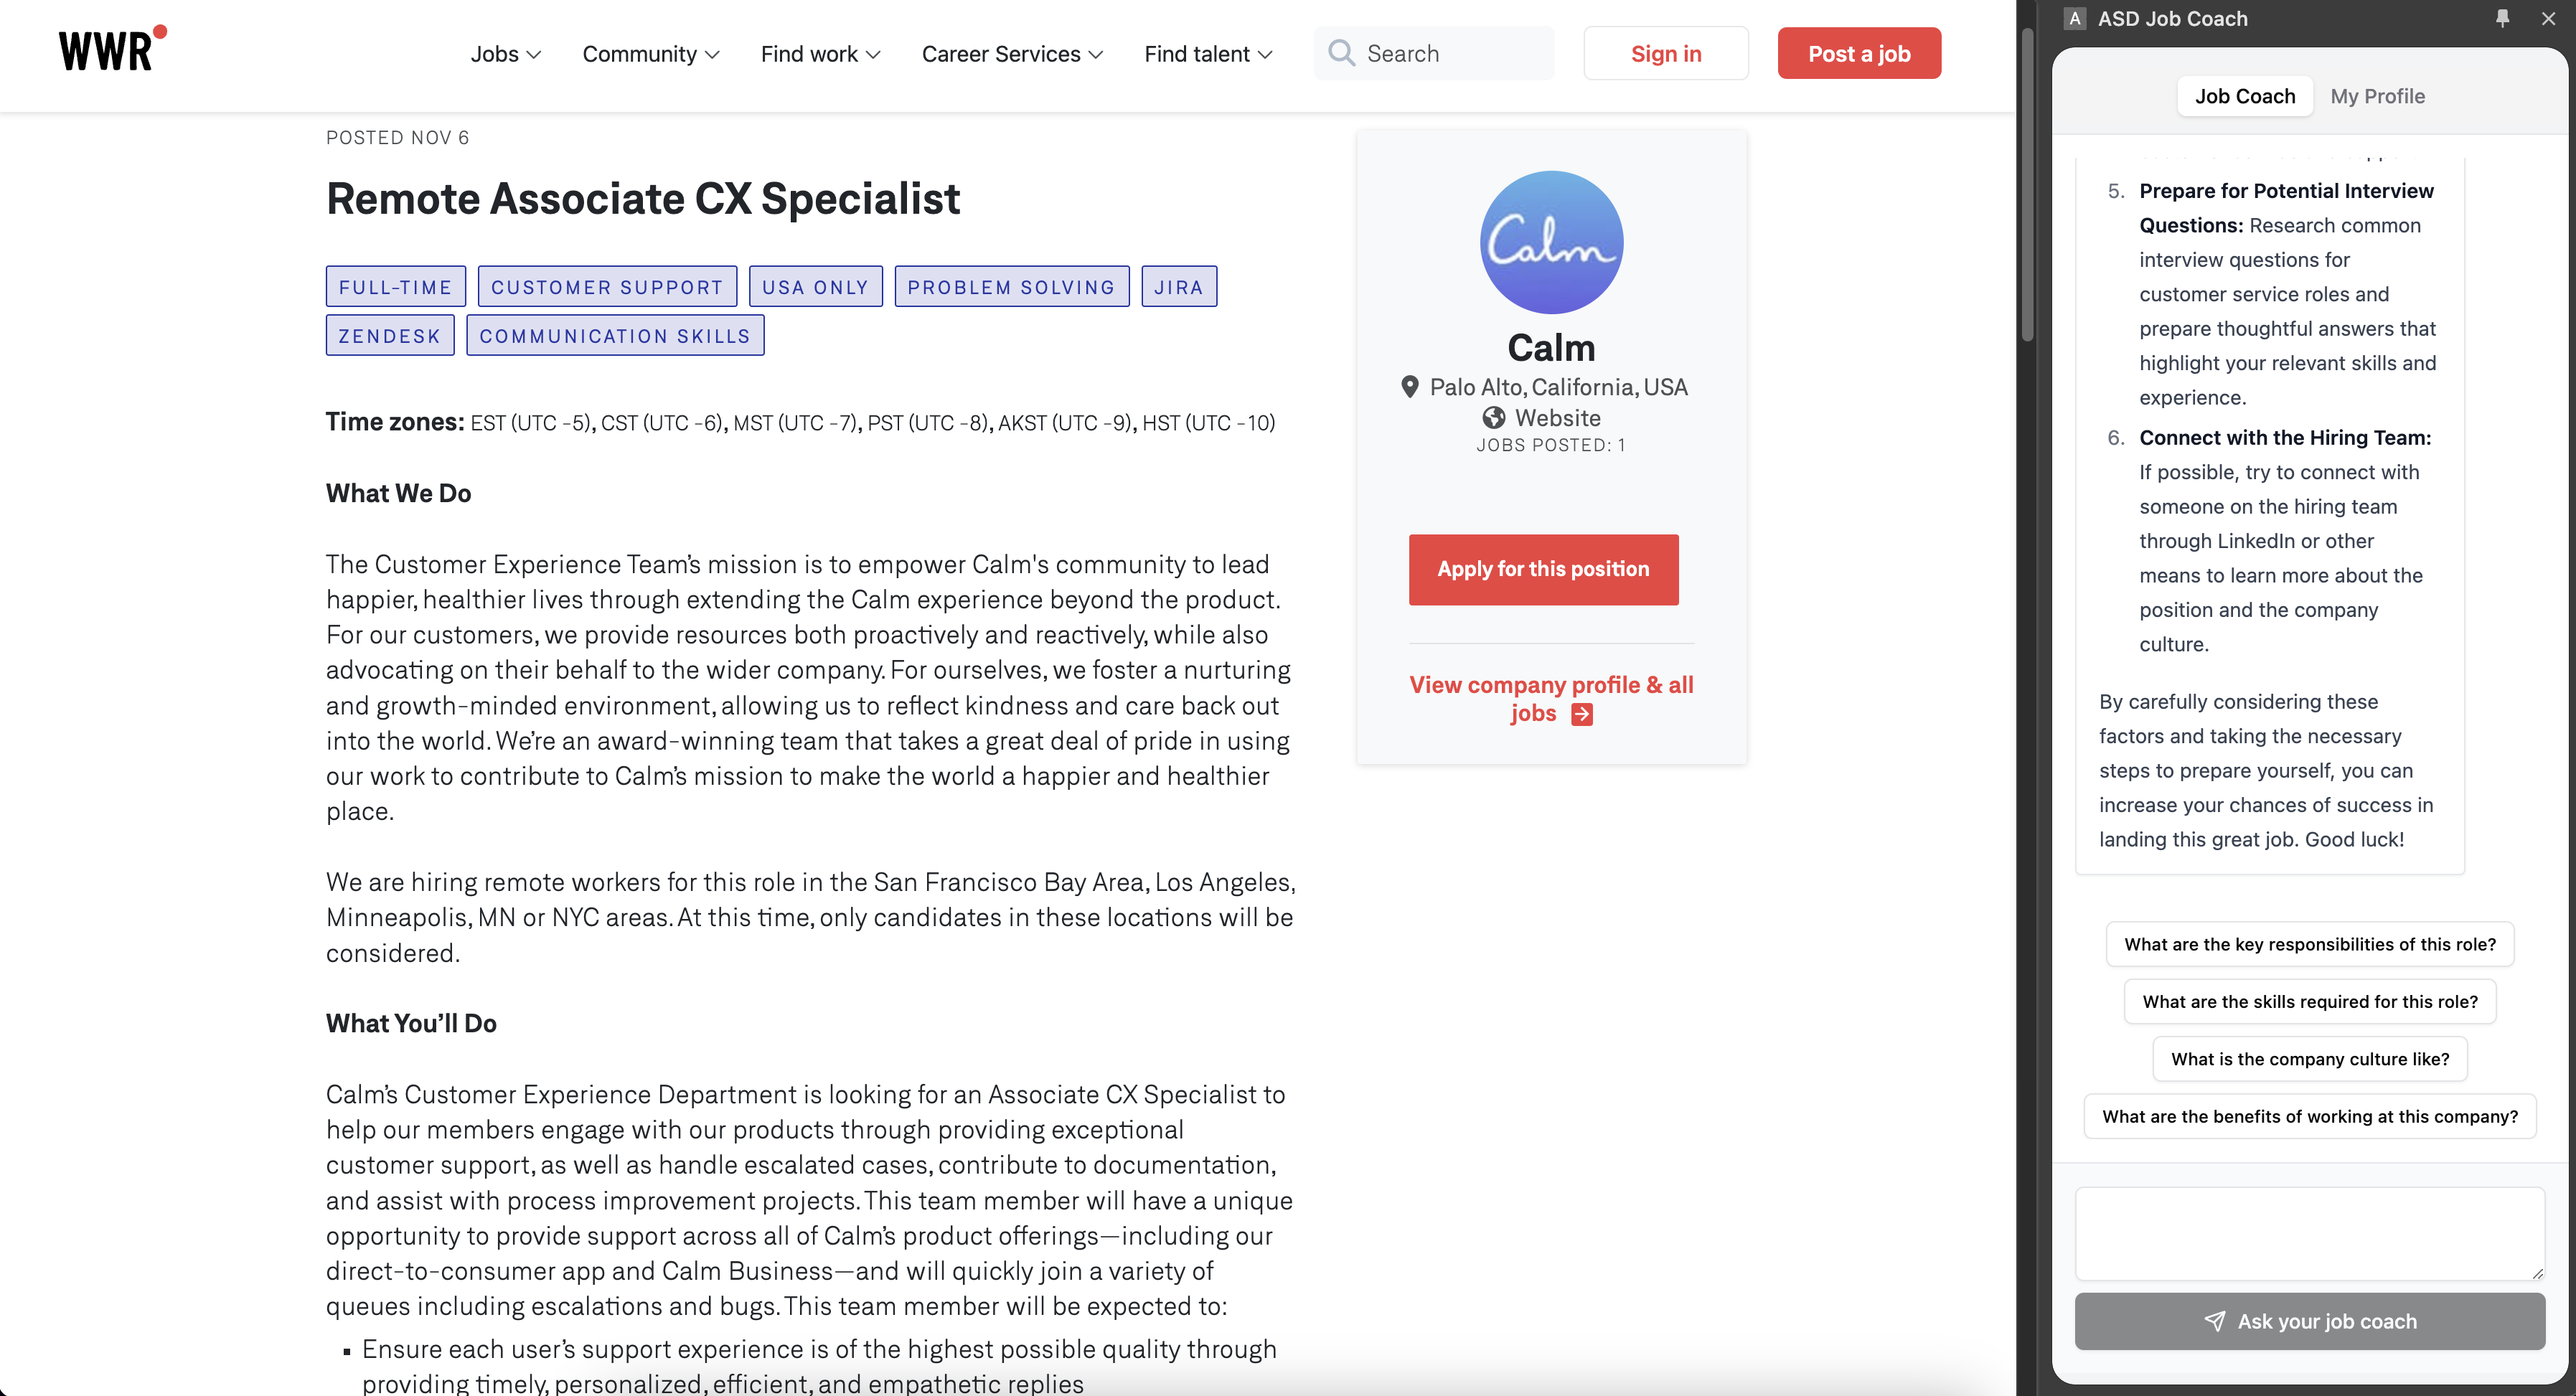 WWR
Jobs
Community
Find work
Career Services
Find talent
Search
Sign in
Post a job
POSTED NOV 6
Remote Associate CX Specialist
FULL-TIME
CUSTOMER SUPPORT
USA ONLY
PROBLEM SOLVING
JIRA
ZENDESK
COMMUNICATION SKILLS
Time zones: EST (UTC -5), CST (UTC -6), MST (UTC -7), PST (UTC -8), AKST (UTC -9), HST (UTC -10)
What We Do
The Customer Experience Team’s mission is to empower Calm's community to lead
happier, healthier lives through extending the Calm experience beyond the product.
For our customers, we provide resources both proactively and reactively, while also
advocating on their behalf to the wider company. For ourselves, we foster a nurturing
and growth-minded environment, allowing us to reflect kindness and care back out
into the world. We’re an award-winning team that takes a great deal of pride in using
our work to contribute to Calm’s mission to make the world a happier and healthier
place.
We are hiring remote workers for this role in the San Francisco Bay Area, Los Angeles,
Minneapolis, MN or NYC areas. At this time, only candidates in these locations will be
considered.
What You’ll Do
Calm’s Customer Experience Department is looking for an Associate CX Specialist to
help our members engage with our products through providing exceptional
customer support, as well as handle escalated cases, contribute to documentation,
and assist with process improvement projects. This team member will have a unique
opportunity to provide support across all of Calm’s product offerings—including our
direct-to-consumer app and Calm Business—and will quickly join a variety of
queues including escalations and bugs. This team member will be expected to:
▪ Ensure each user’s support experience is of the highest possible quality through
providing timely, personalized, efficient, and empathetic replies
Calm
Calm
Palo Alto, California, USA
Website
JOBS POSTED: 1
Apply for this position
View company profile & all
jobs
A ASD Job Coach
Job Coach
My Profile
5. Prepare for Potential Interview
Questions: Research common
interview questions for
customer service roles and
prepare thoughtful answers that
highlight your relevant skills and
experience.
6. Connect with the Hiring Team:
If possible, try to connect with
someone on the hiring team
through LinkedIn or other
means to learn more about the
position and the company
culture.
By carefully considering these
factors and taking the necessary
steps to prepare yourself, you can
increase your chances of success in
landing this great job. Good luck!
What are the key responsibilities of this role?
What are the skills required for this role?
What is the company culture like?
What are the benefits of working at this company?
Ask your job coach